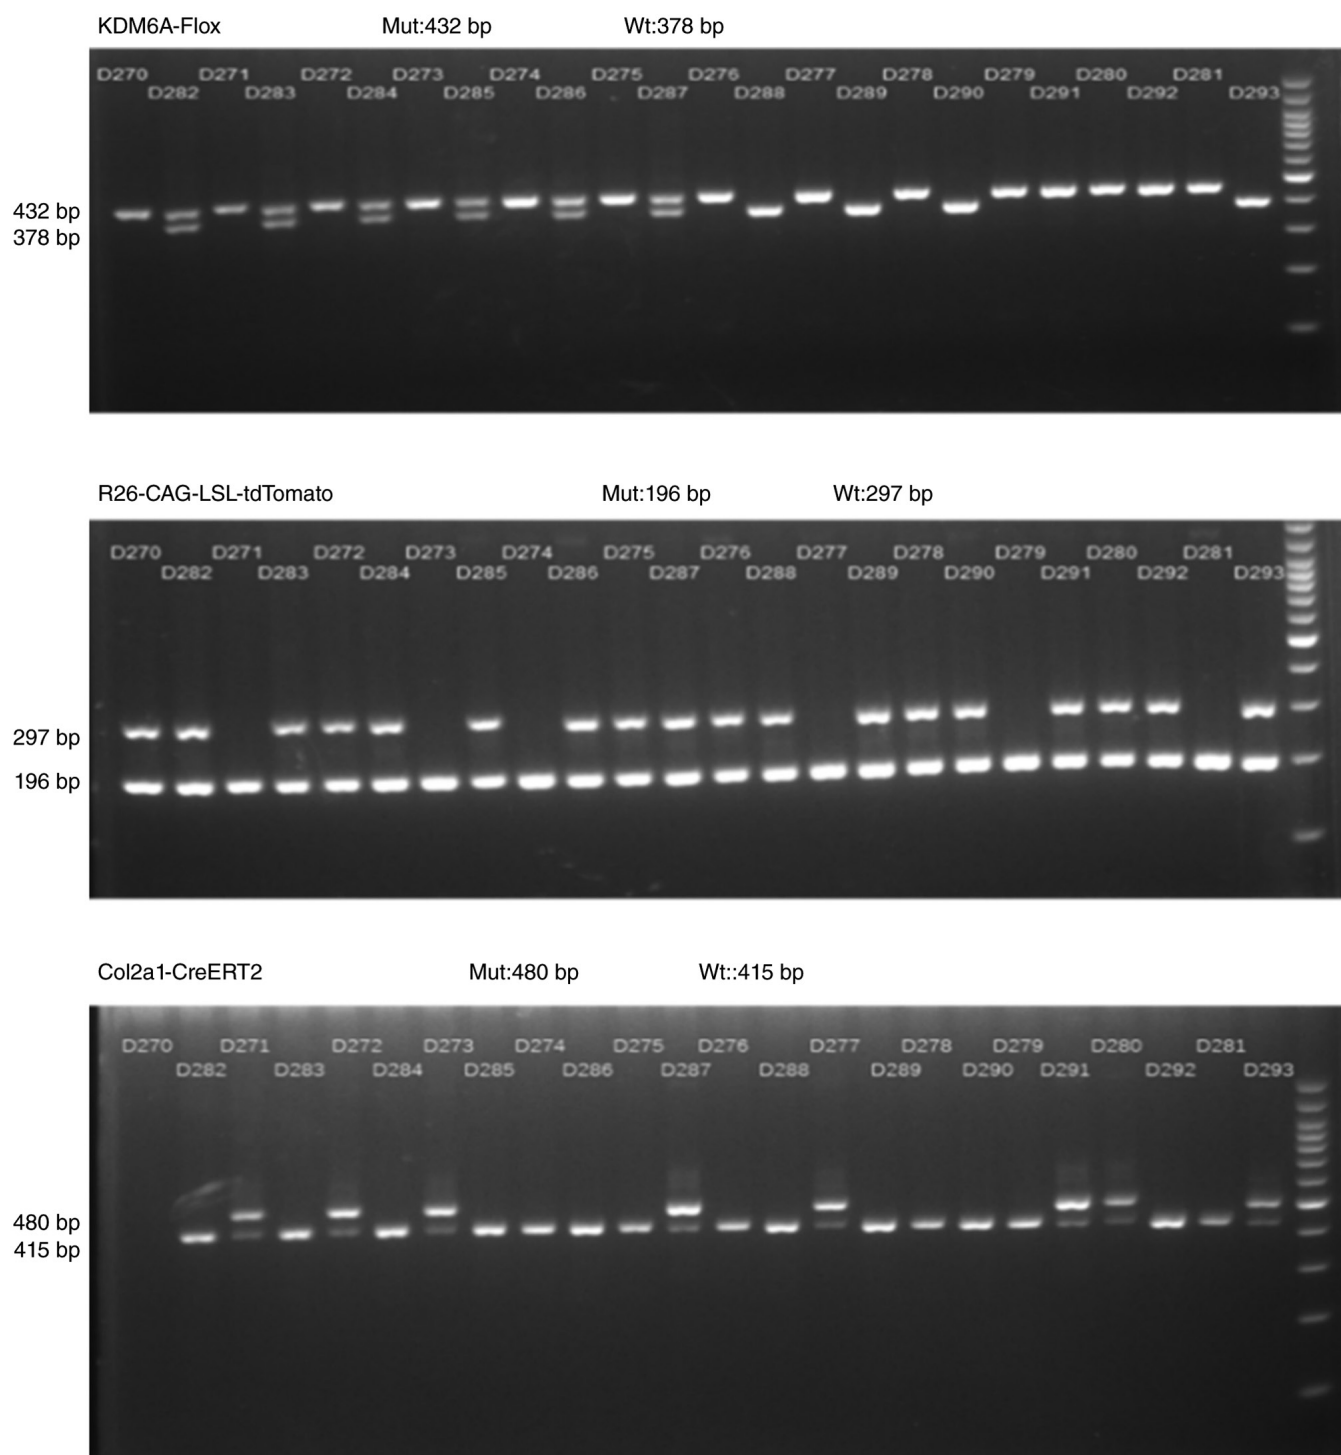 KDM6A-Flox Mut:432 bp Wt:378 bp
D270 D271 D272 D273 D274 D275 D276 D277 D278 D279 D280 D281
D282 D283 D284 D285 D286 D287 D288 D289 D290 D291 D292 D293
432 bp
378 bp
R26-CAG-LSL-tdTomato Mut:196 bp Wt:297 bp
D270 D271 D272 D273 D274 D275 D276 D277 D278 D279 D280 D281
D282 D283 D284 D285 D286 D287 D288 D289 D290 D291 D292 D293
297 bp
196 bp
Col2a1-CreERT2 Mut:480 bp Wt::415 bp
D270 D271 D272 D273 D274 D275 D276 D277 D278 D279 D280 D281
D282 D283 D284 D285 D286 D287 D288 D289 D290 D291 D292 D293
480 bp
415 bp